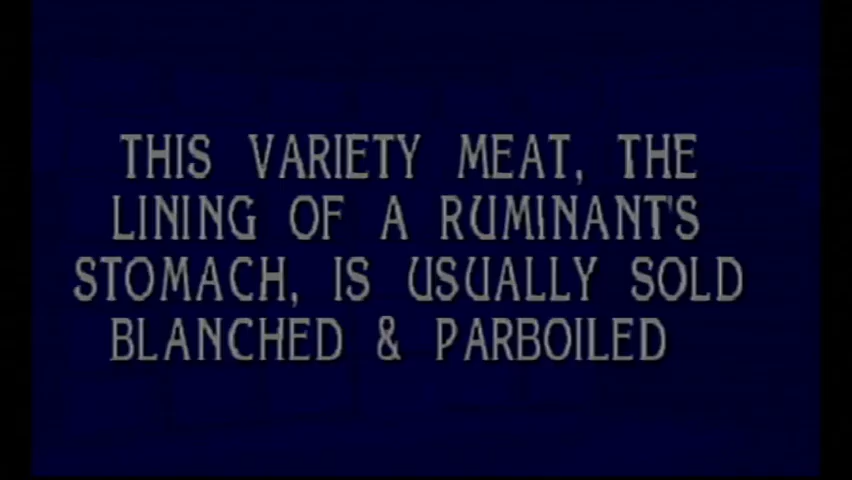 THIS VARIETY MEAT, THE
LINING OF A RUMINANT'S
STOMACH, IS USUALLY SOLD
BLANCHED & PARBOILED